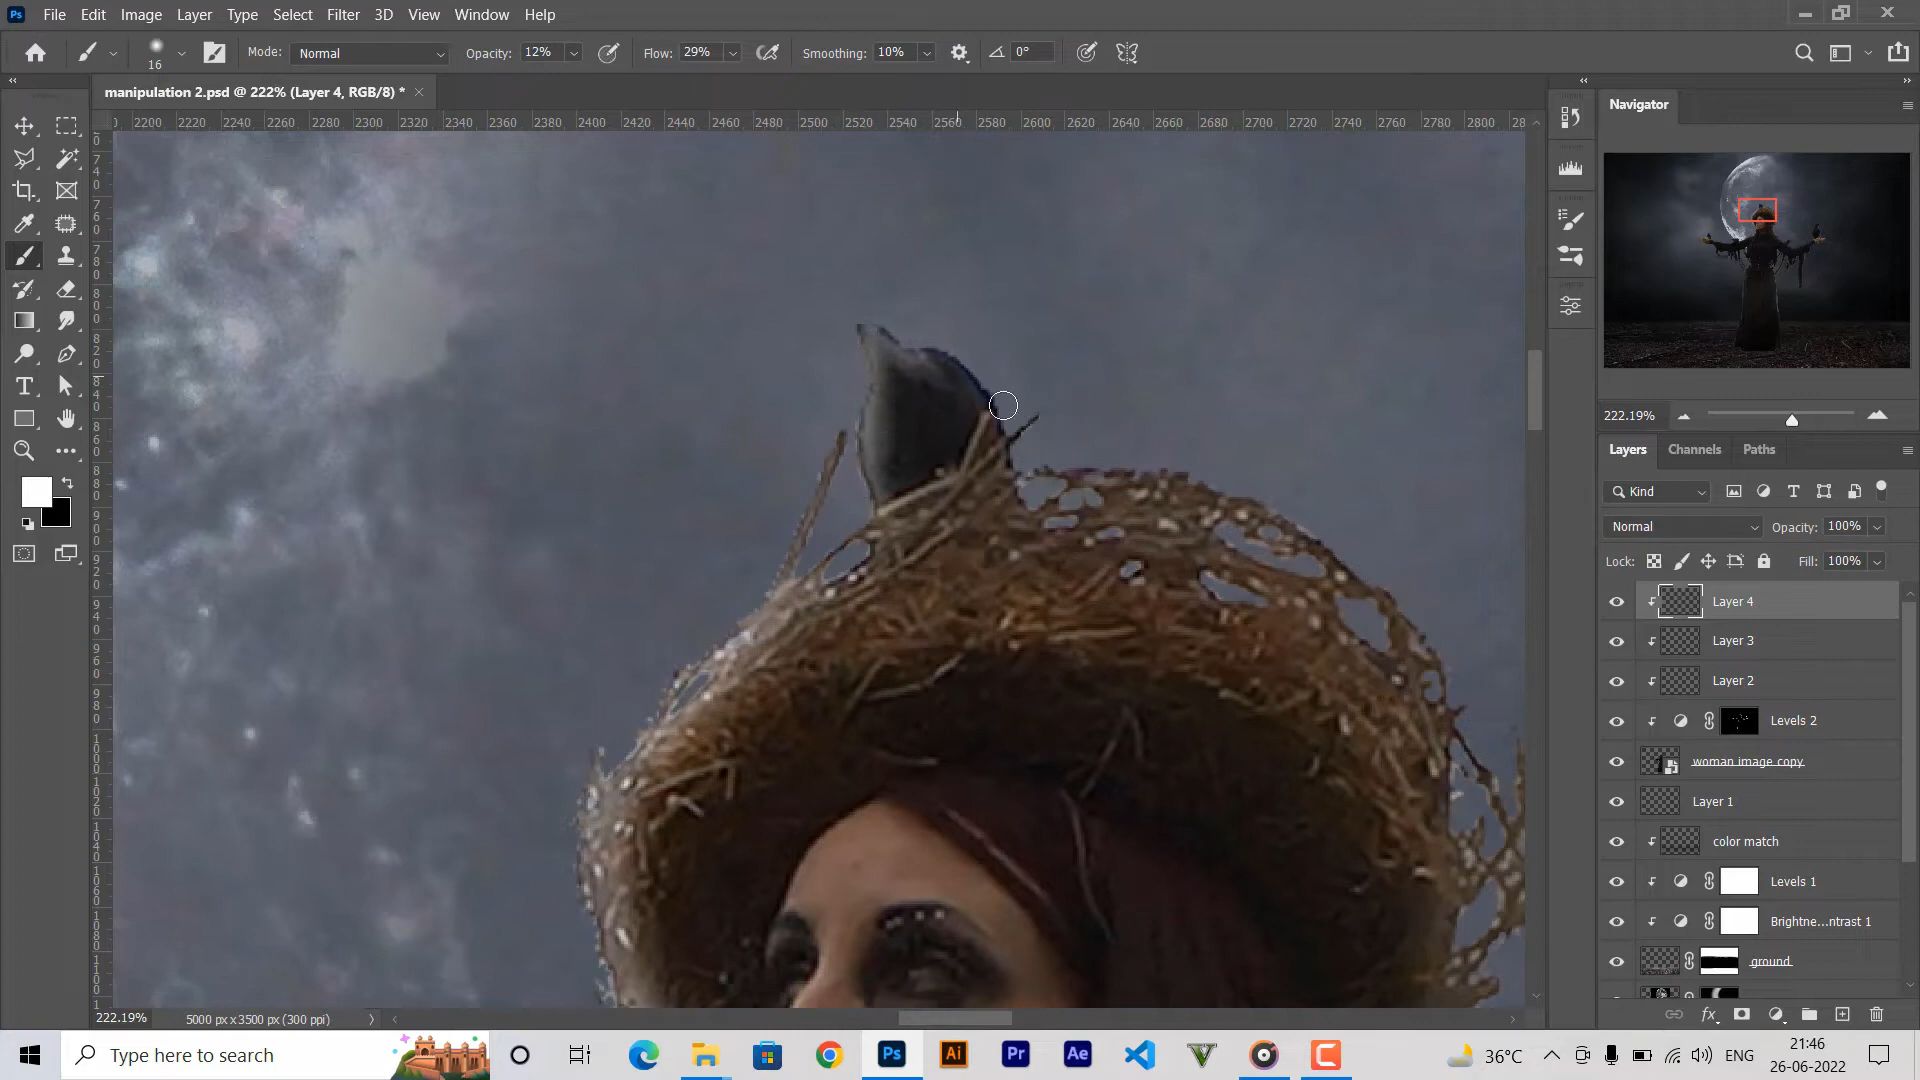 Ps File Edit Image Layer Type Select Filter 3D View Window Help
16 Mode: Normal Opacity: 12% Flow: 29% Smoothing: 10% 0°
manipulation 2.psd @ 222% (Layer 4, RGB/8) *
2200 2220 2240 2260 2280 2300 2320 2340 2360 2380 2400 2420 2440 2460 2480 2500 2520 2540 2560 2580 2600 2620 2640 2660 2680 2700 2720 2740 2760 2780 2800 28
Navigator
222.19%
Layers Channels Paths
Kind
Normal Opacity: 100%
Lock: Fill: 100%
Layer 4
Layer 3
Layer 2
Levels 2
woman image copy
Layer 1
color match
Levels 1
Brightne...ntrast 1
ground
222.19% 5000 px x 3500 px (300 ppi)
Type here to search
Ps Ai Pr Ae
36°C ENG
21:46
26-06-2022